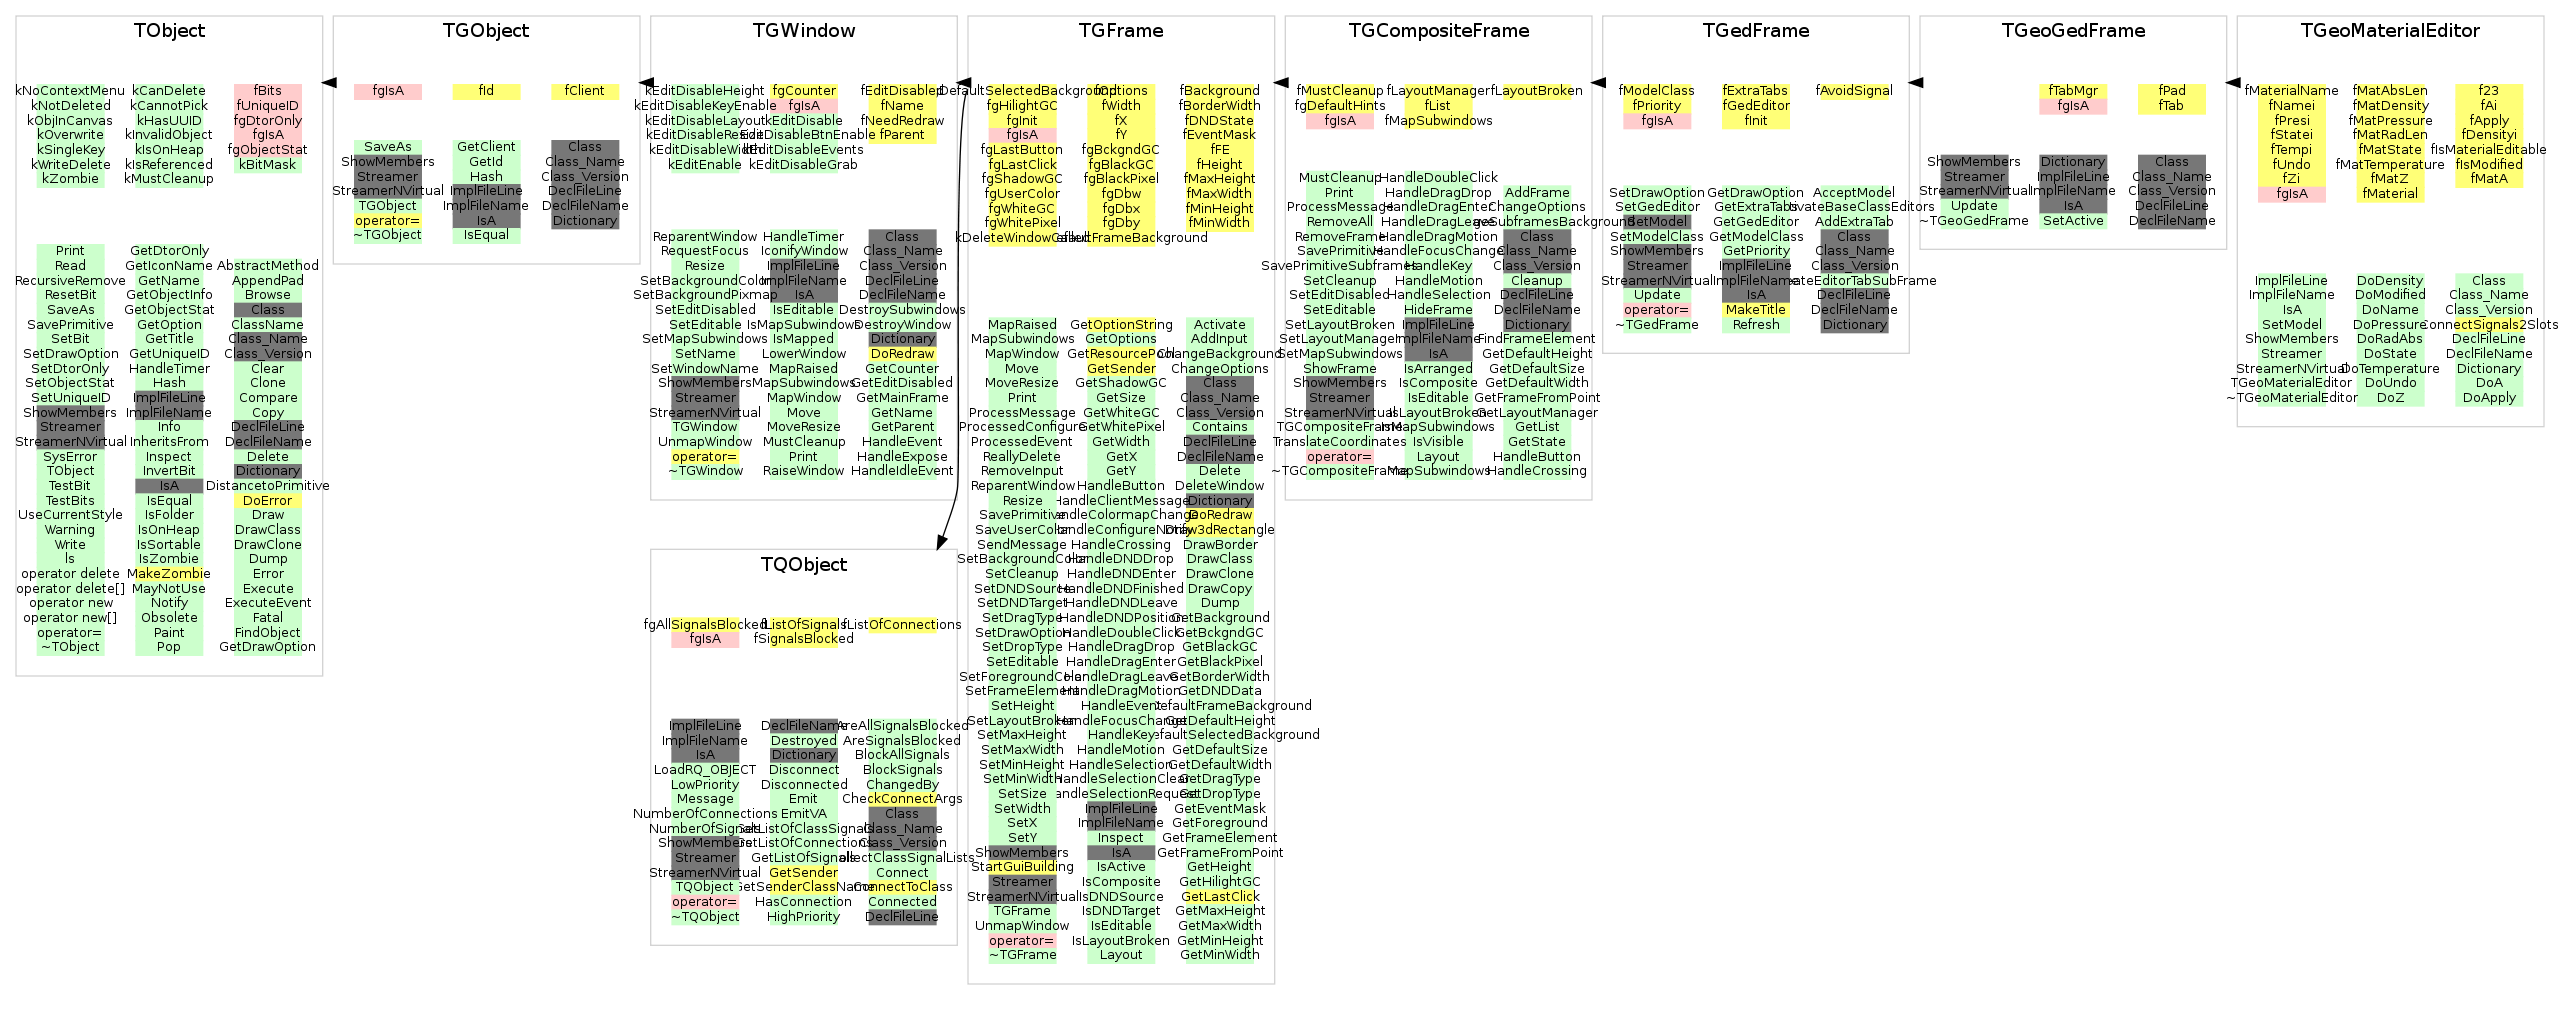 TObject
kNoContextMenu kCanDelete fBits
kNotDeleted kCannotPick fUniqueID
kObjInCanvas kHasUUID fgDtorOnly
kOverwrite kInvalidObject fgIsA
kSingleKey kIsOnHeap fgObjectStat
kWriteDelete kIsReferenced kBitMask
kZombie kMustCleanup
Print GetDtorOnly
Read GetIconName AbstractMethod
RecursiveRemove GetName AppendPad
ResetBit GetObjectInfo Browse
SaveAs GetObjectStat Class
SavePrimitive GetOption ClassName
SetBit GetTitle Class_Name
SetDrawOption GetUniqueID Class_Version
SetDtorOnly HandleTimer Clear
SetObjectStat Hash Clone
SetUniqueID ImplFileLine Compare
ShowMembers ImplFileName Copy
Streamer Info DeclFileLine
StreamerNVirtual InheritsFrom DeclFileName
SysError Inspect Delete
TObject InvertBit Dictionary
TestBit IsA DistancetoPrimitive
TestBits IsEqual DoError
UseCurrentStyle IsFolder Draw
Warning IsOnHeap DrawClass
Write IsSortable DrawClone
ls IsZombie Dump
operator delete MakeZombie Error
operator delete[] MayNotUse Execute
operator new Notify ExecuteEvent
operator new[] Obsolete Fatal
operator= Paint FindObject
~TObject Pop GetDrawOption
TGObject
fgIsA fId fClient
SaveAs GetClient Class
ShowMembers GetId Class_Name
Streamer Hash Class_Version
StreamerNVirtual ImplFileLine DeclFileLine
TGObject ImplFileName DeclFileName
operator= IsA Dictionary
~TGObject IsEqual
TGWindow
kEditDisableHeight fgCounter fEditDisabled
kEditDisableKeyEnable fgIsA fName
kEditDisableLayout kEditDisable fNeedRedraw
kEditDisableResize kEditDisableBtnEnable fParent
kEditDisableWidth kEditDisableEvents
kEditEnable kEditDisableGrab
ReparentWindow HandleTimer Class
RequestFocus IconifyWindow Class_Name
Resize ImplFileLine Class_Version
SetBackgroundColor ImplFileName DeclFileLine
SetBackgroundPixmap IsA DeclFileName
SetEditDisabled IsEditable DestroySubwindows
SetEditable IsMapSubwindows DestroyWindow
SetMapSubwindows IsMapped Dictionary
SetName LowerWindow DoRedraw
SetWindowName MapRaised GetCounter
ShowMembers MapSubwindows GetEditDisabled
Streamer MapWindow GetMainFrame
StreamerNVirtual Move GetName
TGWindow MoveResize GetParent
UnmapWindow MustCleanup HandleEvent
operator= Print HandleExpose
~TGWindow RaiseWindow HandleIdleEvent
TQObject
fgAllSignalsBlocked fListOfSignals fListOfConnections
fgIsA fSignalsBlocked
ImplFileLine DeclFileName AreAllSignalsBlocked
ImplFileName Destroyed AreSignalsBlocked
IsA Dictionary BlockAllSignals
LoadRQ_OBJECT Disconnect BlockSignals
LowPriority Disconnected ChangedBy
Message Emit CheckConnectArgs
NumberOfConnections EmitVA Class
NumberOfSignals GetListOfClassSignals Class_Name
ShowMembers GetListOfConnections Class_Version
Streamer GetListOfSignals ollectClassSignalLists
StreamerNVirtual GetSender Connect
TQObject GetSenderClassName ConnectToClass
operator= HasConnection Connected
~TQObject HighPriority DeclFileLine
TGFrame
fgDefaultSelectedBackground fOptions fBackground
fgHilightGC fWidth fBorderWidth
fgInit fX fDNDState
fgIsA fY fEventMask
fgLastButton fgBckgndGC fFE
fgLastClick fgBlackGC fHeight
fgShadowGC fgBlackPixel fMaxHeight
fgUserColor fgDbw fMaxWidth
fgWhiteGC fgDbx fMinHeight
fgWhitePixel fgDby fMinWidth
kDeleteWindowCalled efaultFrameBackground
MapRaised GetOptionString Activate
MapSubwindows GetOptions AddInput
MapWindow GetResourcePool ChangeBackground
Move GetSender ChangeOptions
MoveResize GetShadowGC Class
Print GetSize Class_Name
ProcessMessage GetWhiteGC Class_Version
ProcessedConfigure GetWhitePixel Contains
ProcessedEvent GetWidth DeclFileLine
ReallyDelete GetX DeclFileName
RemoveInput GetY Delete
ReparentWindow HandleButton DeleteWindow
Resize HandleClientMessage Dictionary
SavePrimitive HandleColormapChange DoRedraw
SaveUserColor HandleConfigureNotify Draw3dRectangle
SendMessage HandleCrossing DrawBorder
SetBackgroundColor HandleDNDDrop DrawClass
SetCleanup HandleDNDEnter DrawClone
SetDNDSource HandleDNDFinished DrawCopy
SetDNDTarget HandleDNDLeave Dump
SetDragType HandleDNDPosition GetBackground
SetDrawOption HandleDoubleClick GetBckgndGC
SetDropType HandleDragDrop GetBlackGC
SetEditable HandleDragEnter GetBlackPixel
SetForegroundColor HandleDragLeave GetBorderWidth
SetFrameElement HandleDragMotion GetDNDData
SetHeight HandleEvent efaultFrameBackground
SetLayoutBroken HandleFocusChange GetDefaultHeight
SetMaxHeight HandleKey efaultSelectedBackground
SetMaxWidth HandleMotion GetDefaultSize
SetMinHeight HandleSelection GetDefaultWidth
SetMinWidth HandleSelectionClear GetDragType
SetSize HandleSelectionRequest GetDropType
SetWidth ImplFileLine GetEventMask
SetX ImplFileName GetForeground
SetY Inspect GetFrameElement
ShowMembers IsA GetFrameFromPoint
StartGuiBuilding IsActive GetHeight
Streamer IsComposite GetHilightGC
StreamerNVirtual IsDNDSource GetLastClick
TGFrame IsDNDTarget GetMaxHeight
UnmapWindow IsEditable GetMaxWidth
operator= IsLayoutBroken GetMinHeight
~TGFrame Layout GetMinWidth
TGCompositeFrame
fMustCleanup fLayoutManager fLayoutBroken
fgDefaultHints fList
fgIsA fMapSubwindows
MustCleanup HandleDoubleClick
Print HandleDragDrop AddFrame
ProcessMessage HandleDragEnter ChangeOptions
RemoveAll HandleDragLeave geSubframesBackground
RemoveFrame HandleDragMotion Class
SavePrimitive HandleFocusChange Class_Name
SavePrimitiveSubframes HandleKey Class_Version
SetCleanup HandleMotion Cleanup
SetEditDisabled HandleSelection DeclFileLine
SetEditable HideFrame DeclFileName
SetLayoutBroken ImplFileLine Dictionary
SetLayoutManager ImplFileName FindFrameElement
SetMapSubwindows IsA GetDefaultHeight
ShowFrame IsArranged GetDefaultSize
ShowMembers IsComposite GetDefaultWidth
Streamer IsEditable GetFrameFromPoint
StreamerNVirtual IsLayoutBroken GetLayoutManager
TGCompositeFrame IsMapSubwindows GetList
TranslateCoordinates IsVisible GetState
operator= Layout HandleButton
~TGCompositeFrame MapSubwindows HandleCrossing
TGedFrame
fModelClass fExtraTabs fAvoidSignal
fPriority fGedEditor
fgIsA fInit
SetDrawOption GetDrawOption AcceptModel
SetGedEditor GetExtraTabs ivateBaseClassEditors
SetModel GetGedEditor AddExtraTab
SetModelClass GetModelClass Class
ShowMembers GetPriority Class_Name
Streamer ImplFileLine Class_Version
StreamerNVirtual ImplFileName eateEditorTabSubFrame
Update IsA DeclFileLine
operator= MakeTitle DeclFileName
~TGedFrame Refresh Dictionary
TGeoGedFrame
fTabMgr fPad
fgIsA fTab
ShowMembers Dictionary Class
Streamer ImplFileLine Class_Name
StreamerNVirtual ImplFileName Class_Version
Update IsA DeclFileLine
~TGeoGedFrame SetActive DeclFileName
TGeoMaterialEditor
fMaterialName fMatAbsLen f23
fNamei fMatDensity fAi
fPresi fMatPressure fApply
fStatei fMatRadLen fDensityi
fTempi fMatState fIsMaterialEditable
fUndo fMatTemperature fIsModified
fZi fMatZ fMatA
fgIsA fMaterial
ImplFileLine DoDensity Class
ImplFileName DoModified Class_Name
IsA DoName Class_Version
SetModel DoPressure ConnectSignals2Slots
ShowMembers DoRadAbs DeclFileLine
Streamer DoState DeclFileName
StreamerNVirtual DoTemperature Dictionary
TGeoMaterialEditor DoUndo DoA
~TGeoMaterialEditor DoZ DoApply